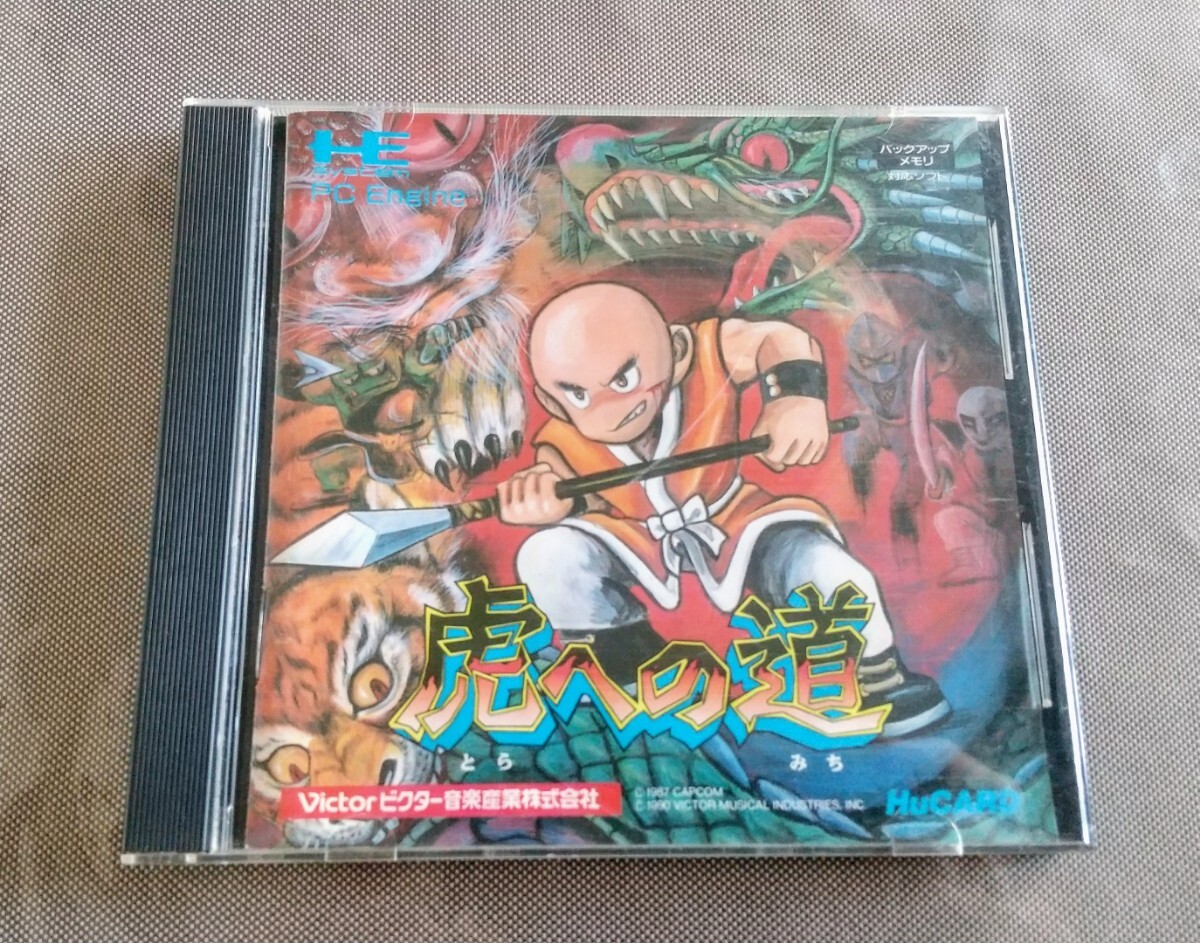 HE
PC Engine
バックアップ
メモリ
対応ソフト
虎への道
とら みち
Victor ビクター音楽産業株式会社
© 1987 CAPCOM
© 1990 VICTOR MUSICAL INDUSTRIES, INC.
HuCARD